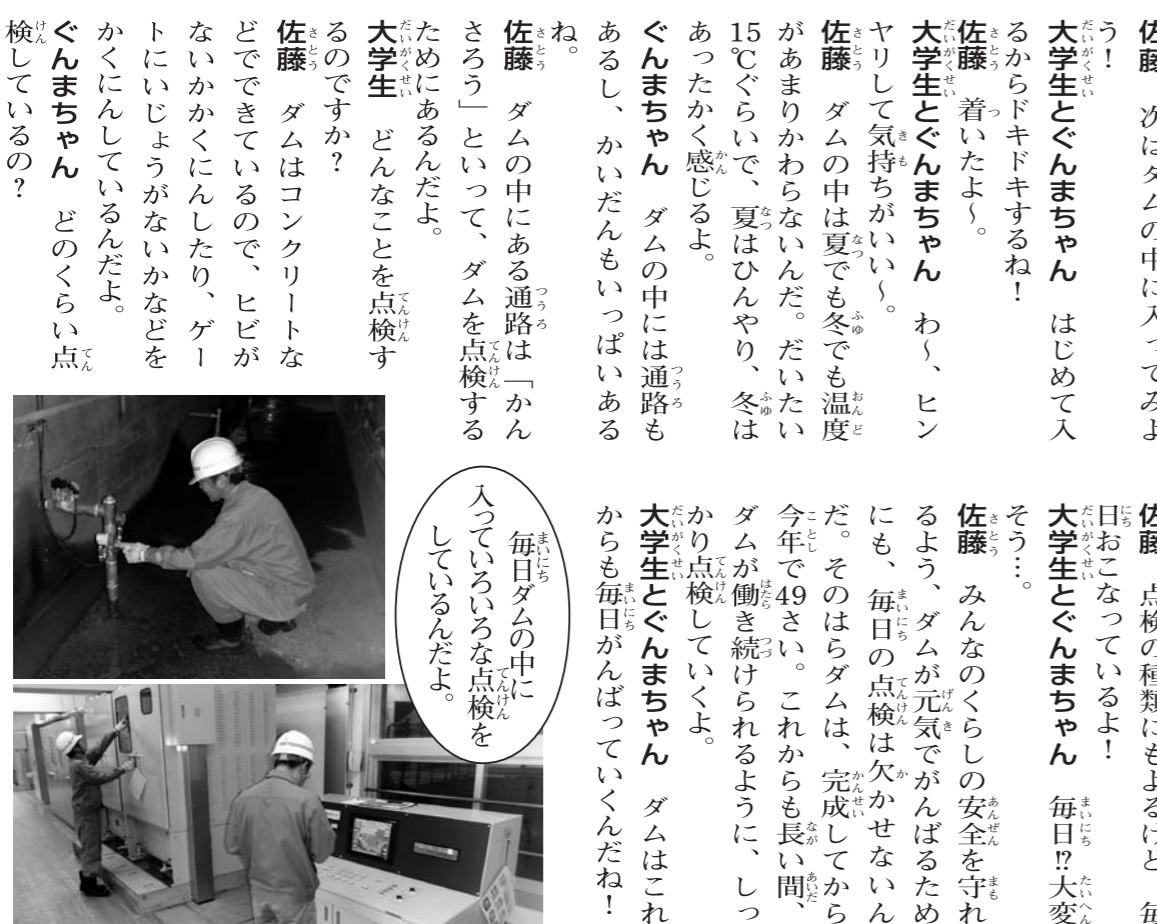 佐藤　次はダムの中に入ってみよ
う！
大学生とぐんまちゃん　はじめて入
るからドキドキするね！
佐藤　着いたよ～。
大学生とぐんまちゃん　わ～、ヒン
ヤリして気持ちがいい～。
佐藤　ダムの中は夏でも冬でも温度
があまりかわらないんだ。だいたい
15℃ぐらいで、夏はひんやり、冬は
あったかく感じるよ。
ぐんまちゃん　ダムの中には通路も
あるし、かいだんもいっぱいある
ね。
佐藤　ダムの中にある通路は「かん
さろう」といって、ダムを点検する
ためにあるんだよ。
大学生　どんなことを点検す
るのですか？
佐藤　ダムはコンクリートな
どでできているので、ヒビが
ないかかくにんしたり、ゲー
トにいじょうがないかなどを
かくにんしているんだよ。
ぐんまちゃん　どのくらい点
検しているの？
佐藤　点検の種類にもよるけど、毎
日おこなっているよ！
大学生とぐんまちゃん　毎日!?大変
そう…。
佐藤　みんなのくらしの安全を守れ
るよう、ダムが元気でがんばるため
にも、毎日の点検は欠かせないん
だ。そのはらダムは、完成してから
今年で49さい。これからも長い間、
ダムが働き続けられるように、しっ
かり点検していくよ。
大学生とぐんまちゃん　ダムはこれ
からも毎日がんばっていくんだね！
毎日ダムの中に
入っていろいろな点検を
しているんだよ。